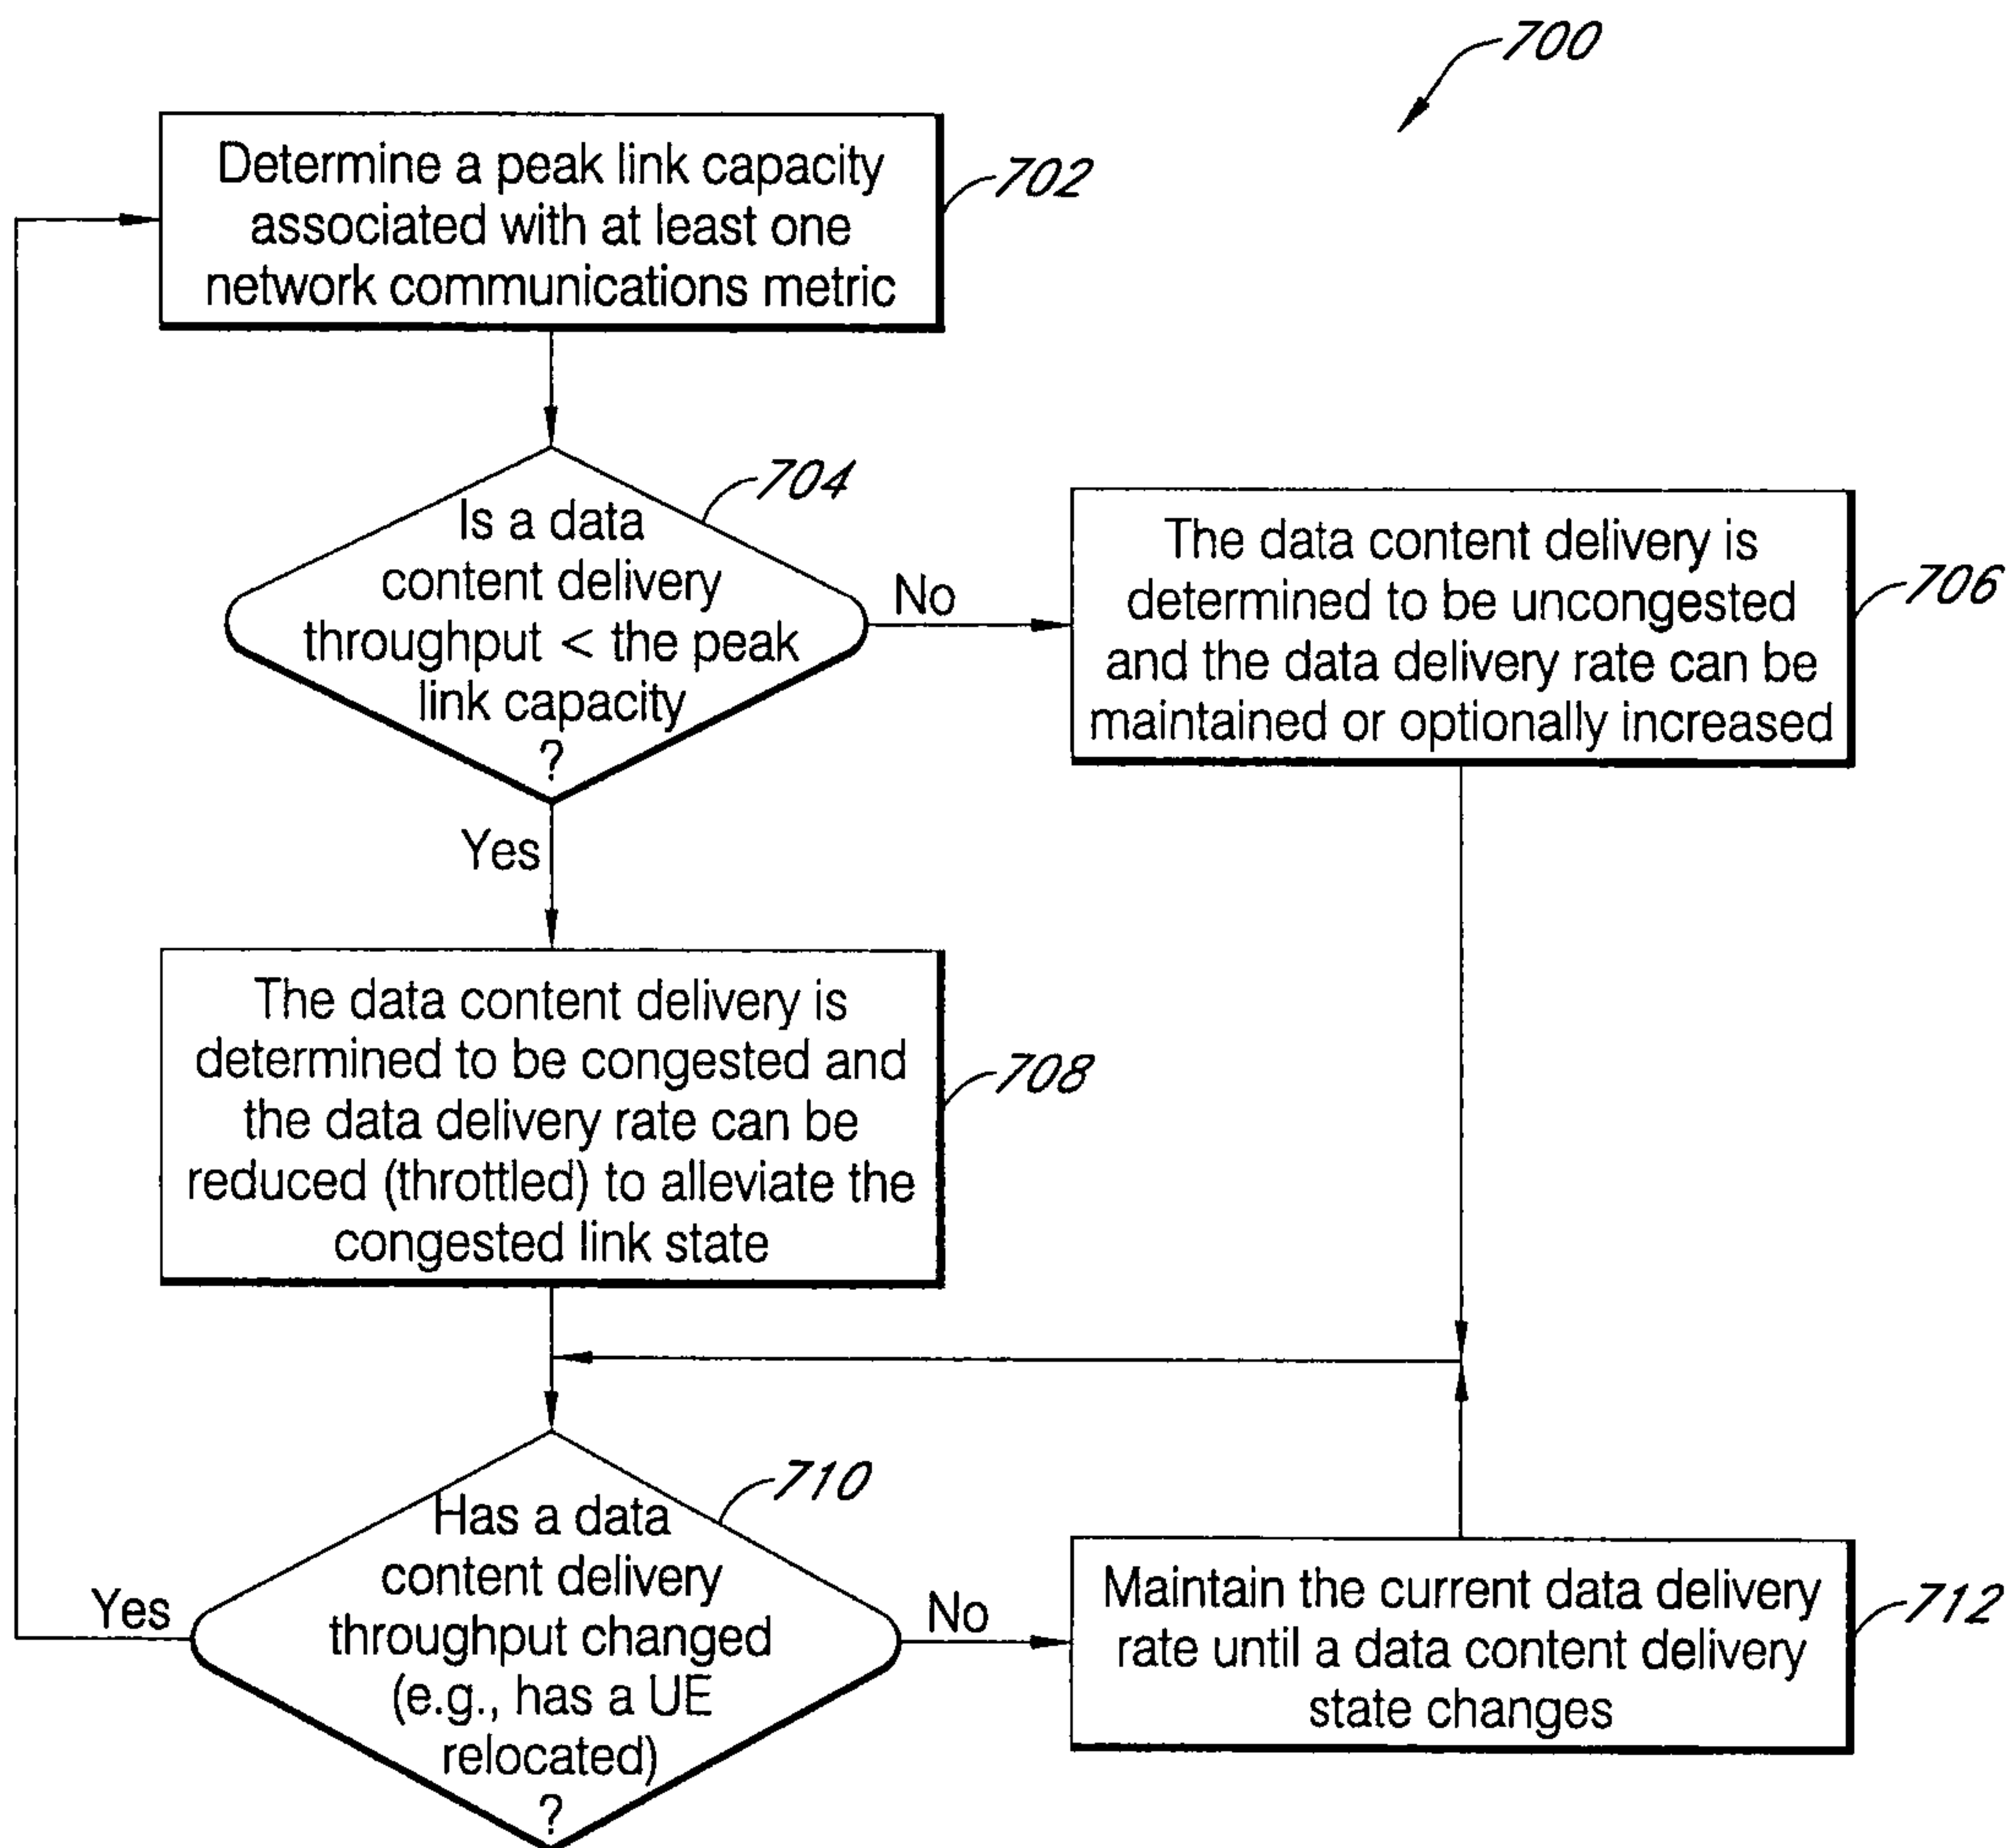 700
Determine a peak link capacity
associated with at least one
network communications metric
702
704
Is a data
content delivery
throughput < the peak
link capacity
?
No
The data content delivery is
determined to be uncongested
and the data delivery rate can be
maintained or optionally increased
706
Yes
The data content delivery is
determined to be congested and
the data delivery rate can be
reduced (throttled) to alleviate the
congested link state
708
710
Has a data
content delivery
throughput changed
(e.g., has a UE
relocated)
?
Yes
No
Maintain the current data delivery
rate until a data content delivery
state changes
712